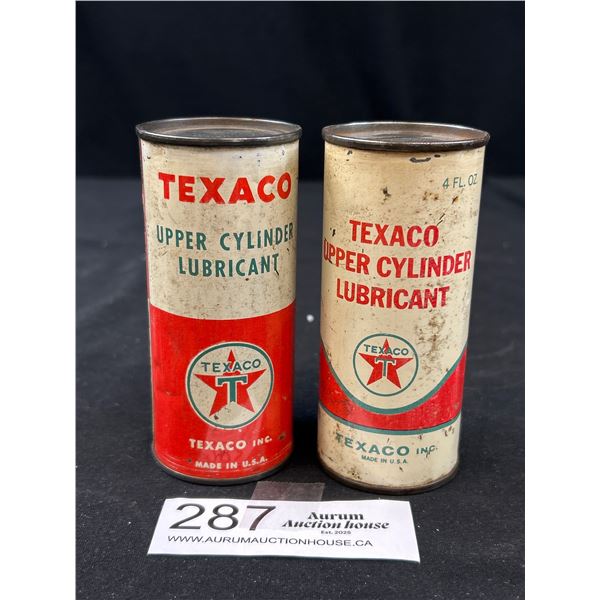 TEXACO
UPPER CYLINDER
LUBRICANT
TEXACO
T
TEXACO INC.
MADE IN U.S.A.
4 FL. OZ
TEXACO
UPPER CYLINDER
LUBRICANT
TEXACO
T
TEXACO INC.
MADE IN U.S.A.
287
Aurum
Auction house
Est. 2025
WWW.AURUMAUCTIONHOUSE.CA